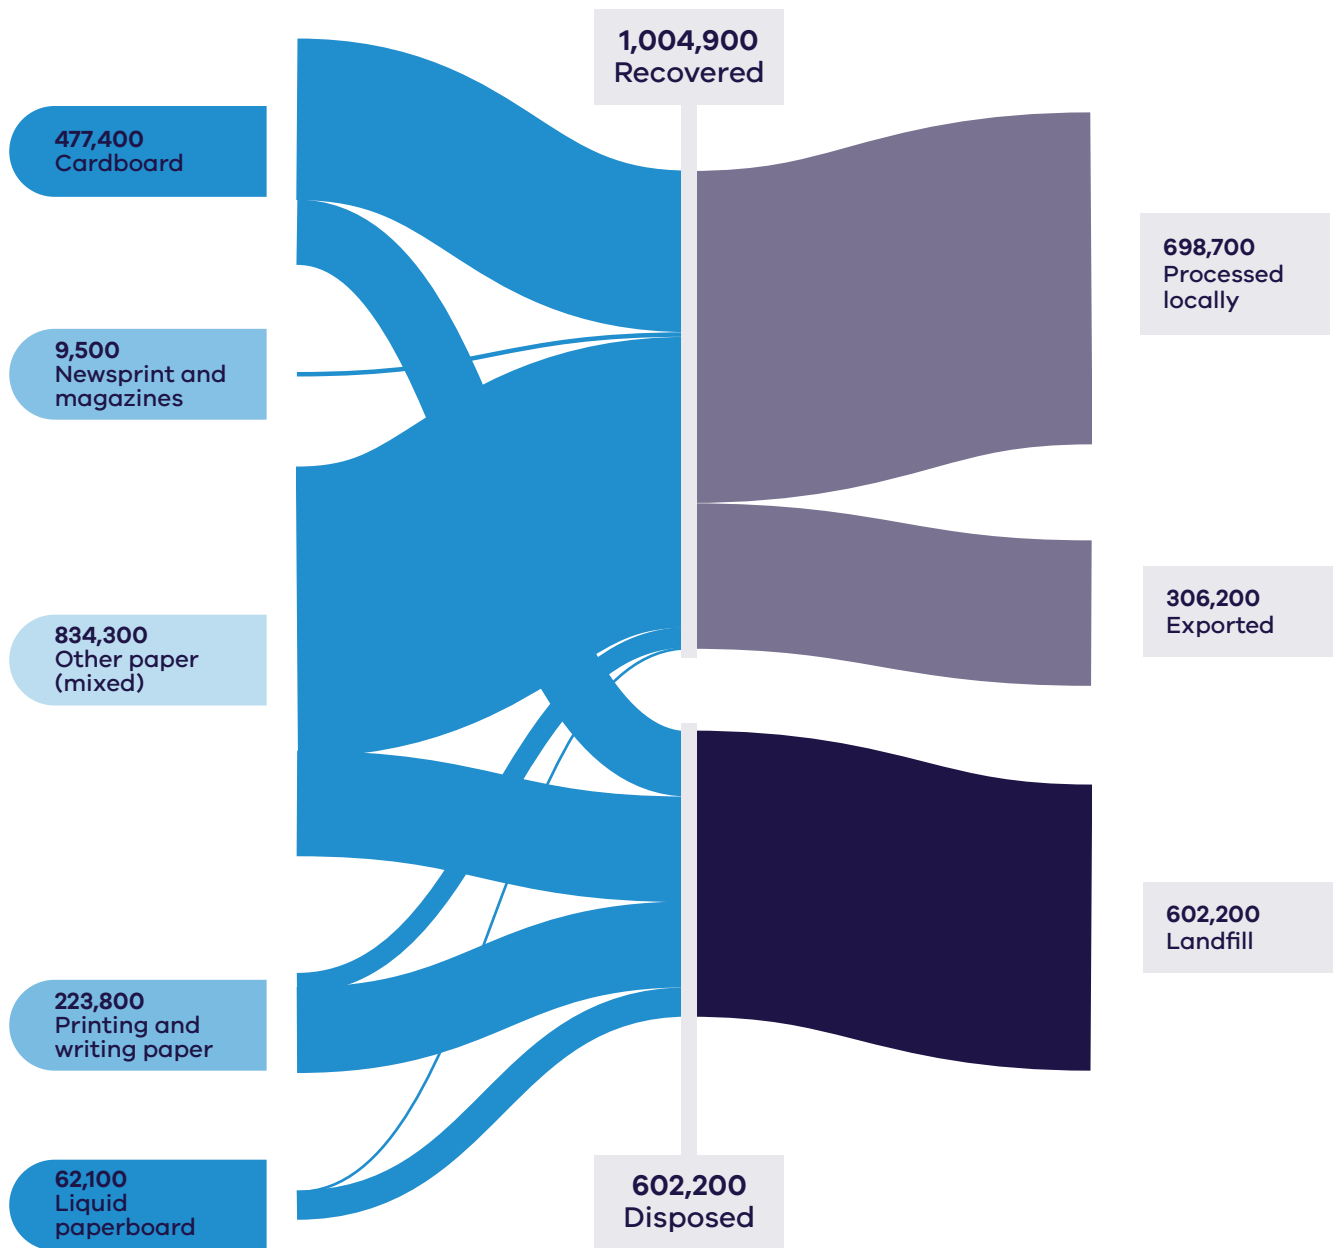 1,004,900
Recovered
477,400
Cardboard
9,500
Newsprint and
magazines
834,300
Other paper
(mixed)
223,800
Printing and
writing paper
62,100
Liquid
paperboard
602,200
Disposed
698,700
Processed
locally
306,200
Exported
602,200
Landfill